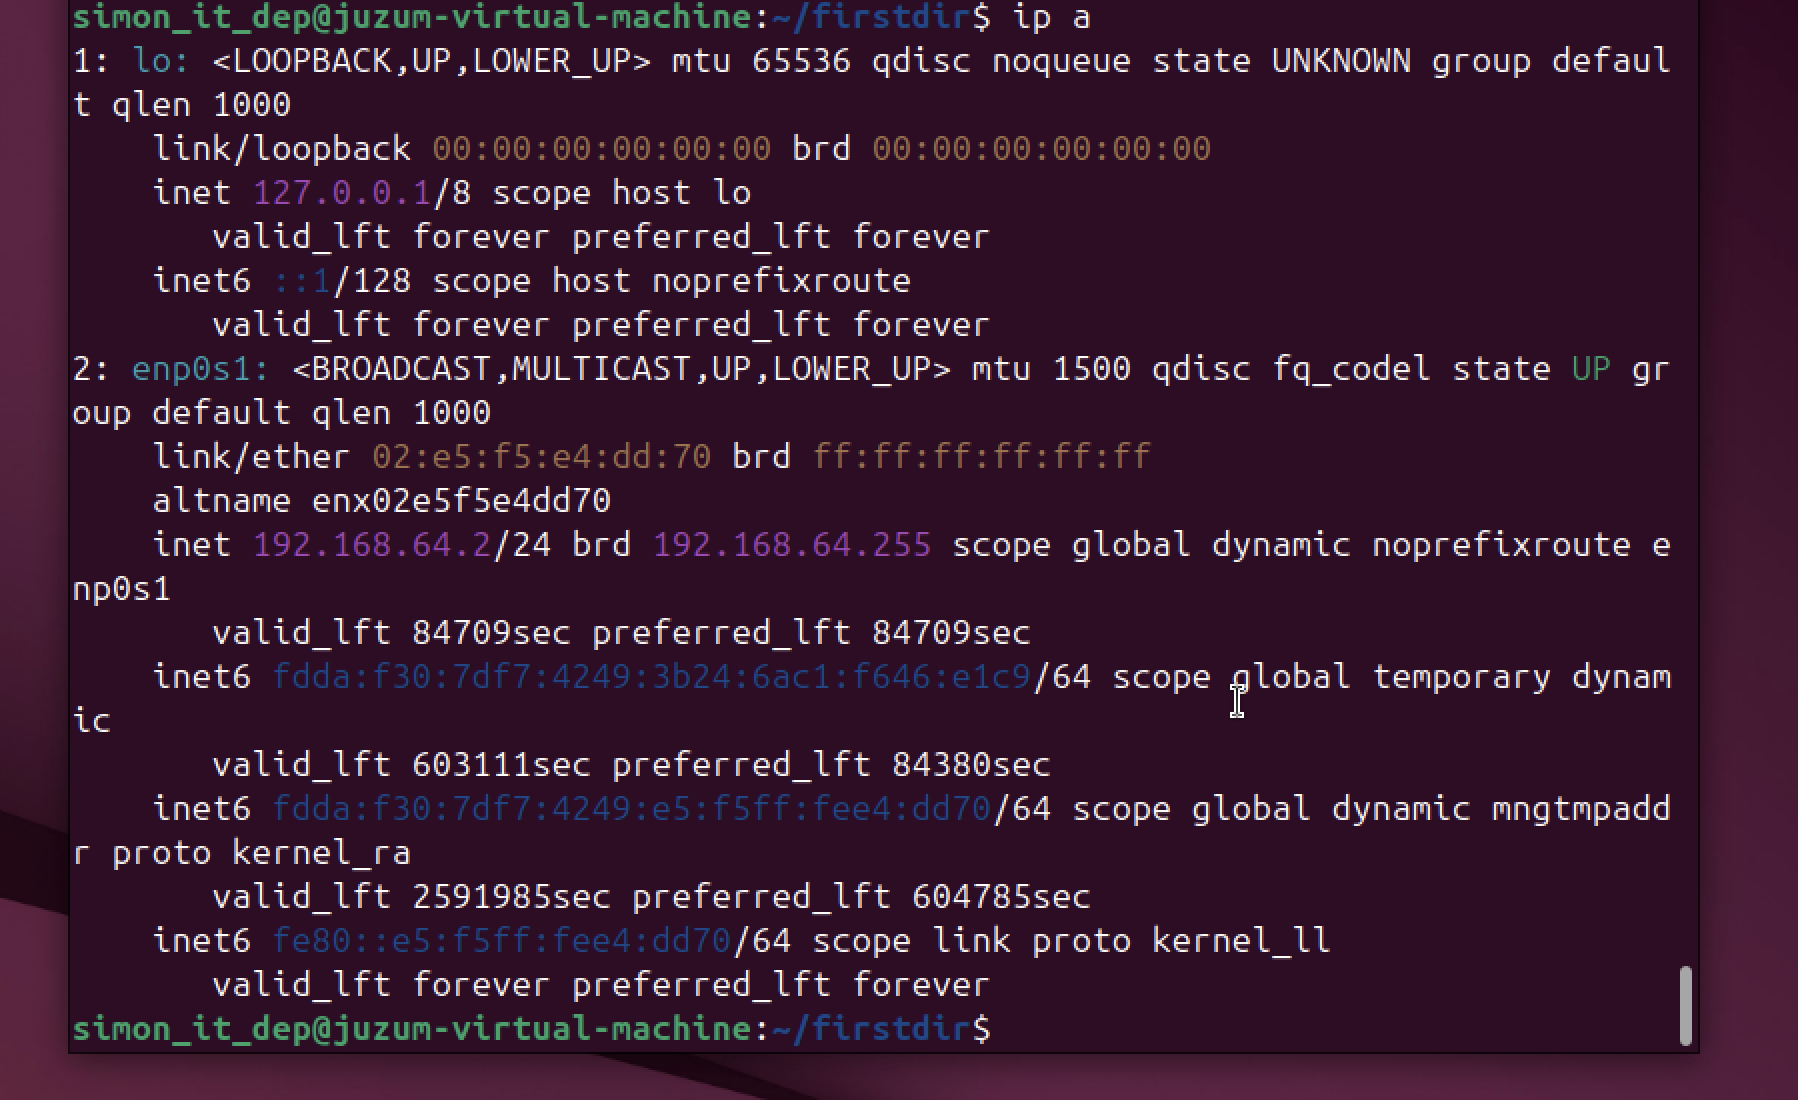 simon_it_dep@juzum-virtual-machine:~/firstdir$ ip a
1: lo: <LOOPBACK,UP,LOWER_UP> mtu 65536 qdisc noqueue state UNKNOWN group defaul
t qlen 1000
    link/loopback 00:00:00:00:00:00 brd 00:00:00:00:00:00
    inet 127.0.0.1/8 scope host lo
       valid_lft forever preferred_lft forever
    inet6 ::1/128 scope host noprefixroute
       valid_lft forever preferred_lft forever
2: enp0s1: <BROADCAST,MULTICAST,UP,LOWER_UP> mtu 1500 qdisc fq_codel state UP gr
oup default qlen 1000
    link/ether 02:e5:f5:e4:dd:70 brd ff:ff:ff:ff:ff:ff
    altname enx02e5f5e4dd70
    inet 192.168.64.2/24 brd 192.168.64.255 scope global dynamic noprefixroute e
np0s1
       valid_lft 84709sec preferred_lft 84709sec
    inet6 fdda:f30:7df7:4249:3b24:6ac1:f646:e1c9/64 scope global temporary dynam
ic
       valid_lft 603111sec preferred_lft 84380sec
    inet6 fdda:f30:7df7:4249:e5:f5ff:fee4:dd70/64 scope global dynamic mngtmpadd
r proto kernel_ra
       valid_lft 2591985sec preferred_lft 604785sec
    inet6 fe80::e5:f5ff:fee4:dd70/64 scope link proto kernel_ll
       valid_lft forever preferred_lft forever
simon_it_dep@juzum-virtual-machine:~/firstdir$